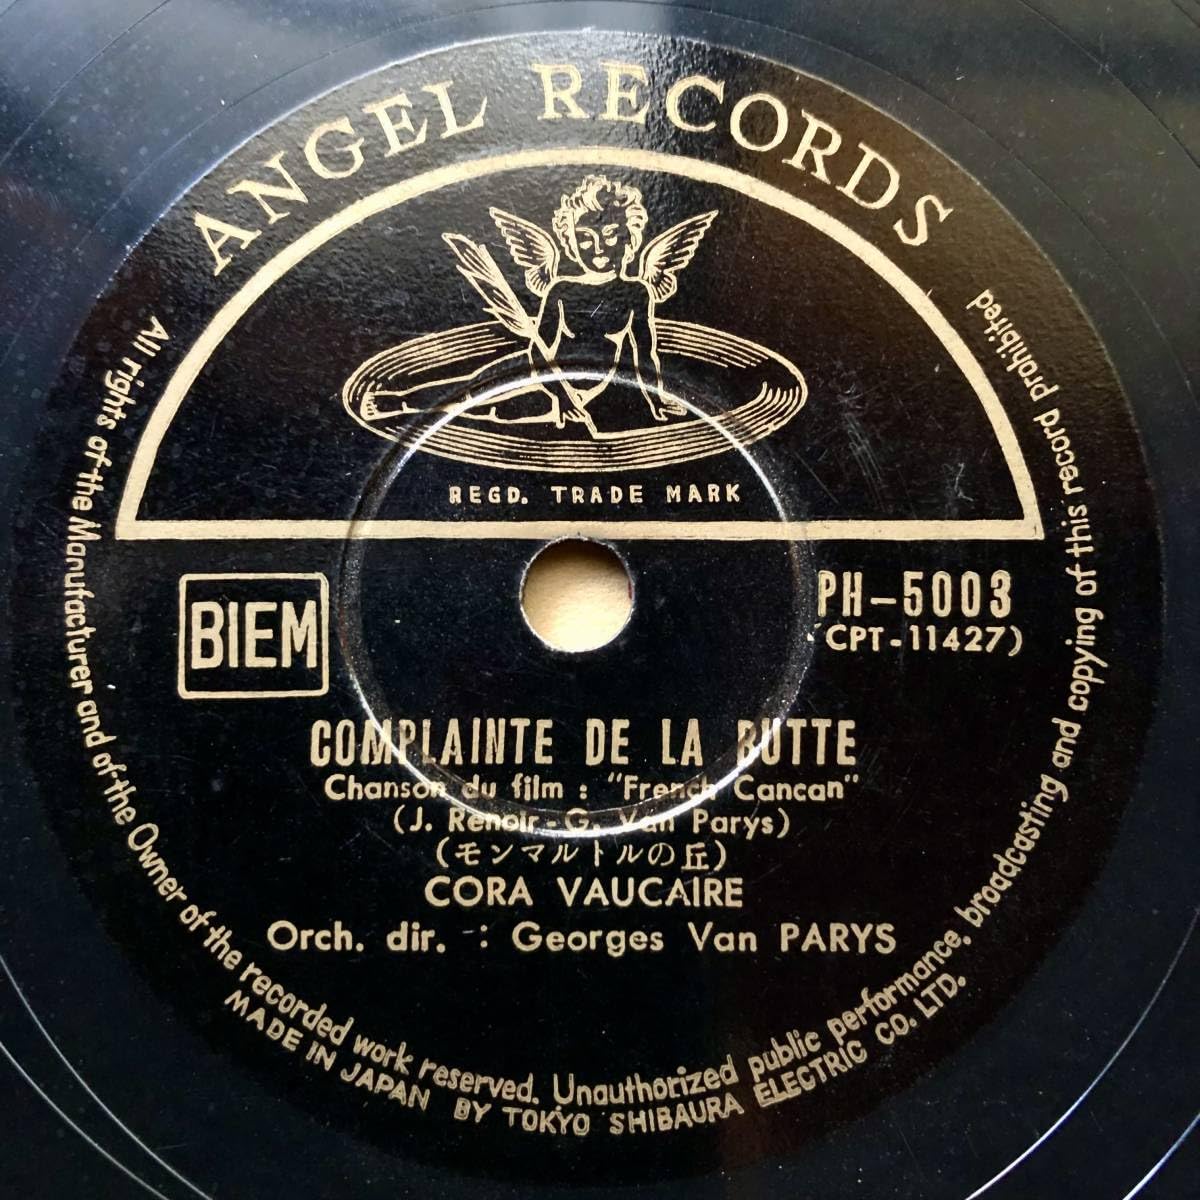 ANGEL RECORDS
REGD. TRADE MARK
BIEM
PH-5003
(CPT-11427)
COMPLAINTE DE LA BUTTE
Chanson du film : "French Cancan"
(J. Renoir - G. Van Parys)
(モンマルトルの丘)
CORA VAUCAIRE
Orch. dir. : Georges Van PARYS
All rights of the Manufacturer and of the Owner of the recorded work reserved. Unauthorized public performance, broadcasting and copying of this record prohibited
MADE IN JAPAN BY TOKYO SHIBAURA ELECTRIC CO. LTD.